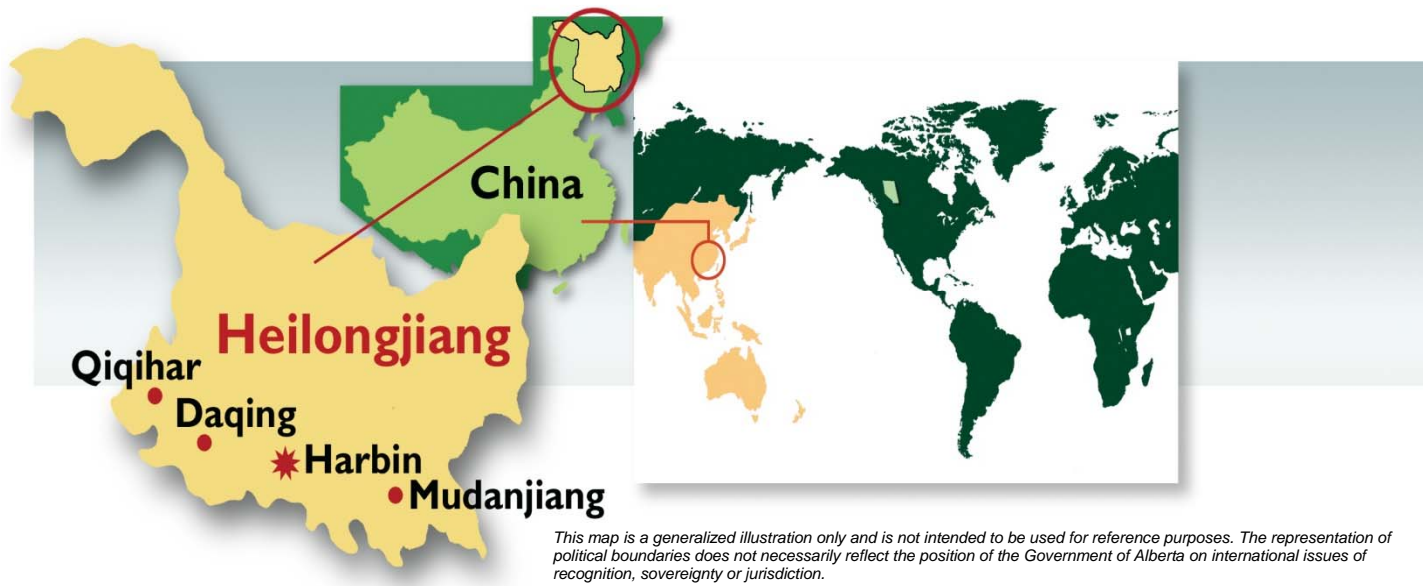 China
Heilongjiang
Qiqihar
Daqing
Harbin
Mudanjiang
This map is a generalized illustration only and is not intended to be used for reference purposes. The representation of
political boundaries does not necessarily reflect the position of the Government of Alberta on international issues of
recognition, sovereignty or jurisdiction.